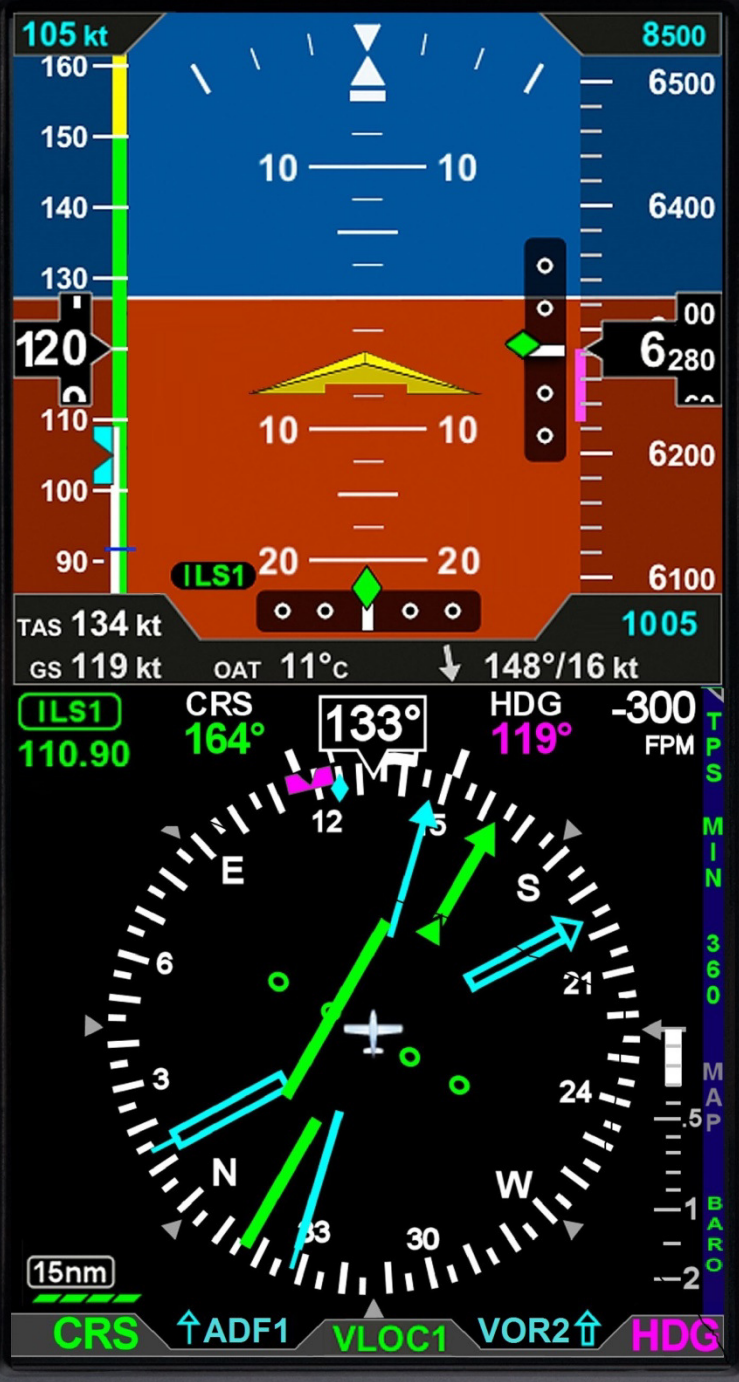 105 kt 8500
160 6500
150
10 10
140 6400
130
00
120 6 280
110
10 10
100 6200
90
ILS1 20 20
6100
TAS 134 kt 1005
GS 119 kt OAT 11°C 148°/16 kt
ILS1 CRS 133° HDG -300
110.90 164° 119° FPM
TPS
MIN
360
MAP
BARO
12 15
E S
6 21
3 24
.5
N W
33 30
1
2
15nm
CRS ADF1 VLOC1 VOR2 HDG